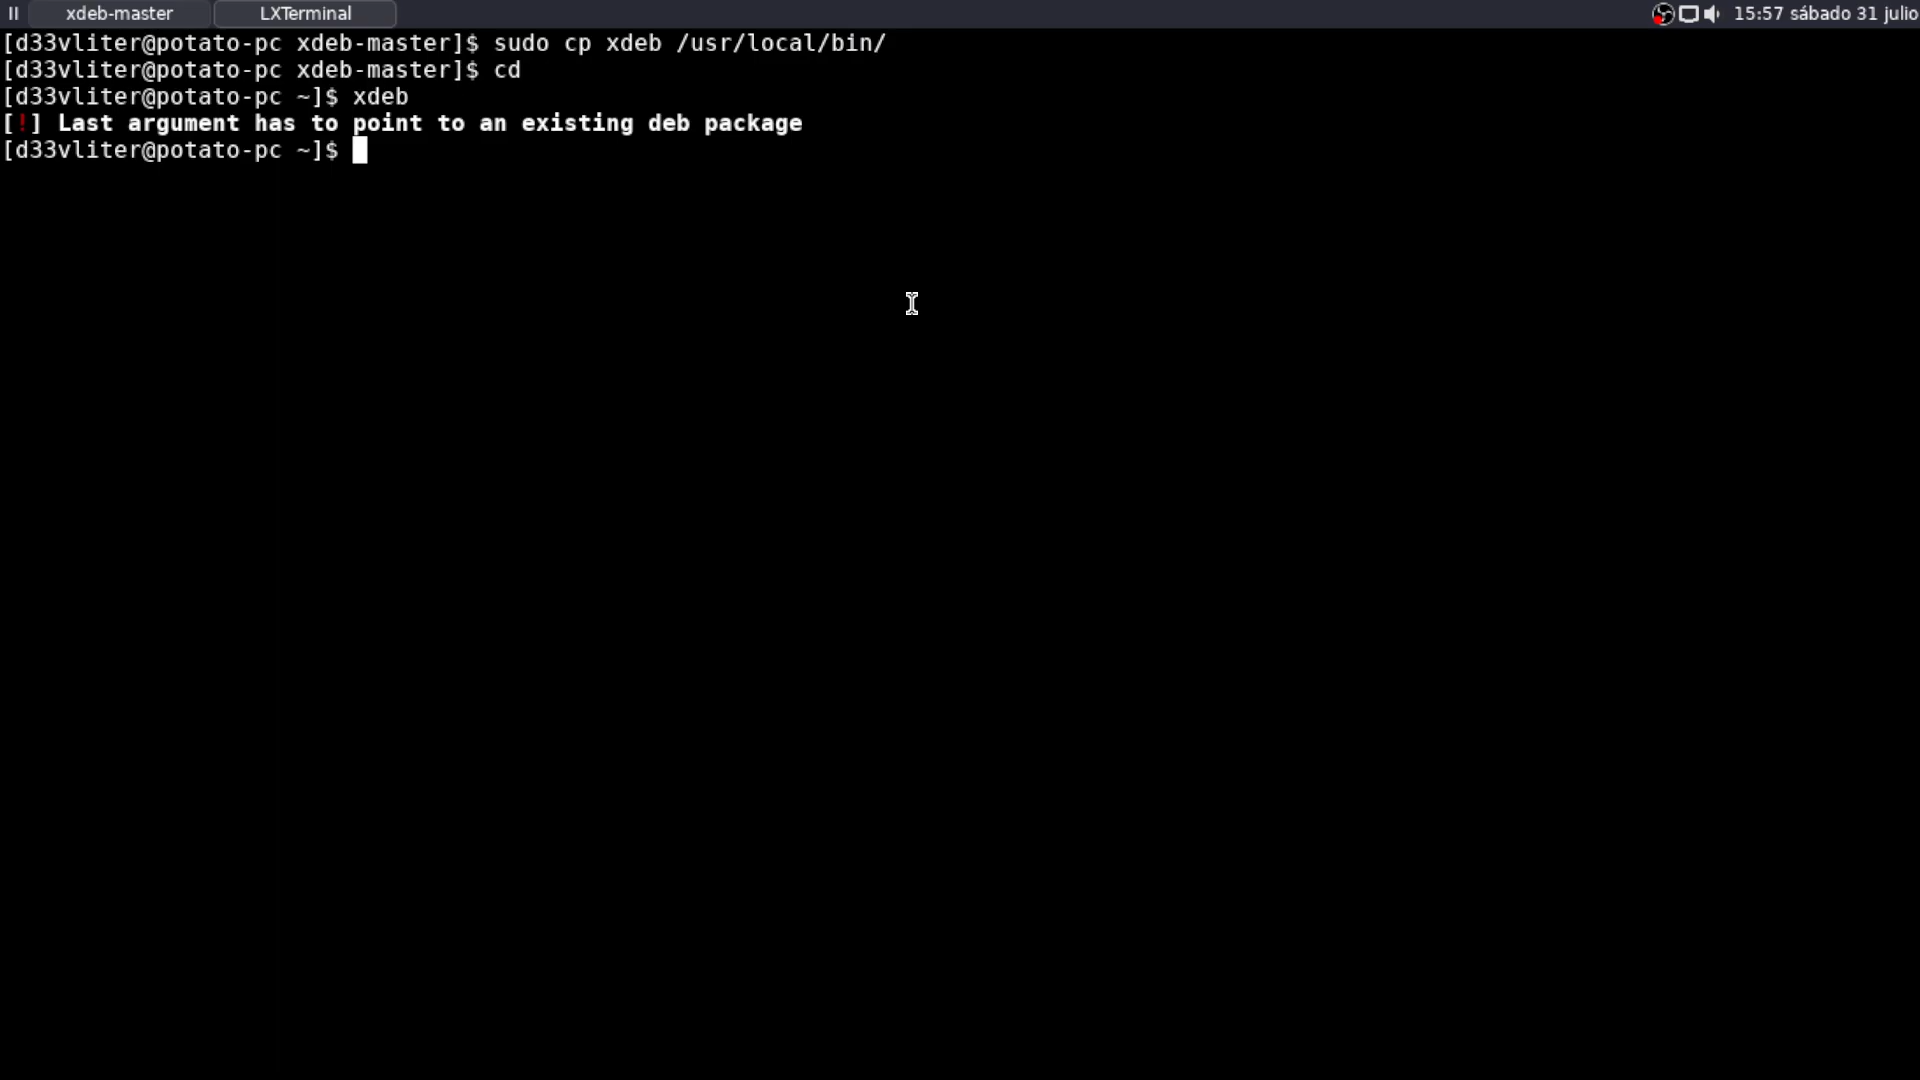 xdeb-master LXTerminal 15:57 sábado 31 julio
[d33vliter@potato-pc xdeb-master]$ sudo cp xdeb /usr/local/bin/
[d33vliter@potato-pc xdeb-master]$ cd
[d33vliter@potato-pc ~]$ xdeb
[!] Last argument has to point to an existing deb package
[d33vliter@potato-pc ~]$